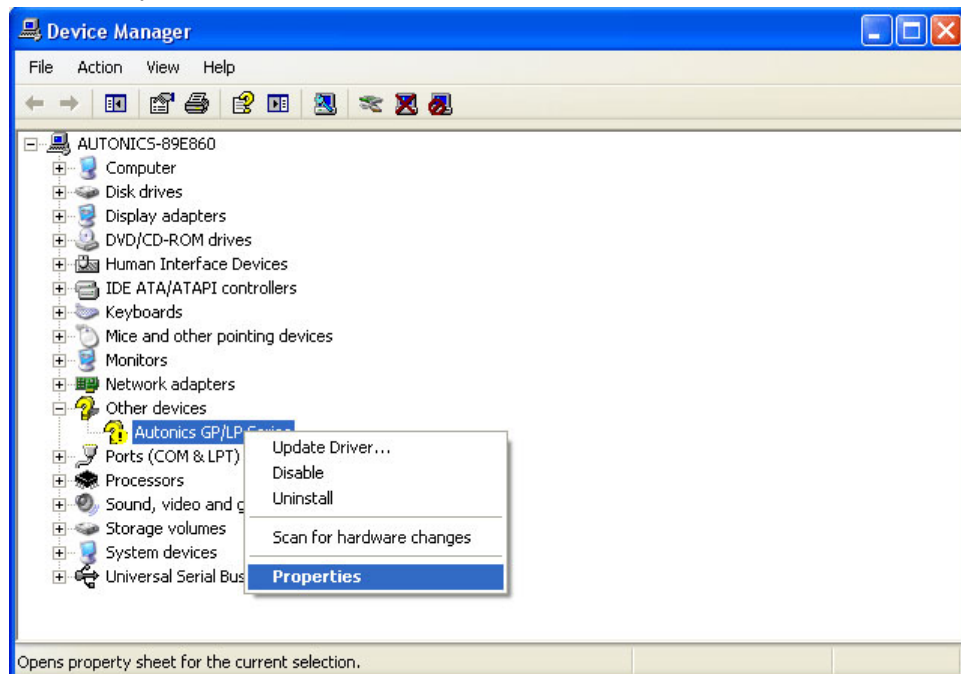 Device Manager
File Action View Help
AUTONICS-89E860
Computer
Disk drives
Display adapters
DVD/CD-ROM drives
Human Interface Devices
IDE ATA/ATAPI controllers
Keyboards
Mice and other pointing devices
Monitors
Network adapters
Other devices
Autonics GP/LP
Ports (COM & LPT)
Processors
Sound, video and
Storage volumes
System devices
Universal Serial Bus
Update Driver...
Disable
Uninstall
Scan for hardware changes
Properties
Opens property sheet for the current selection.